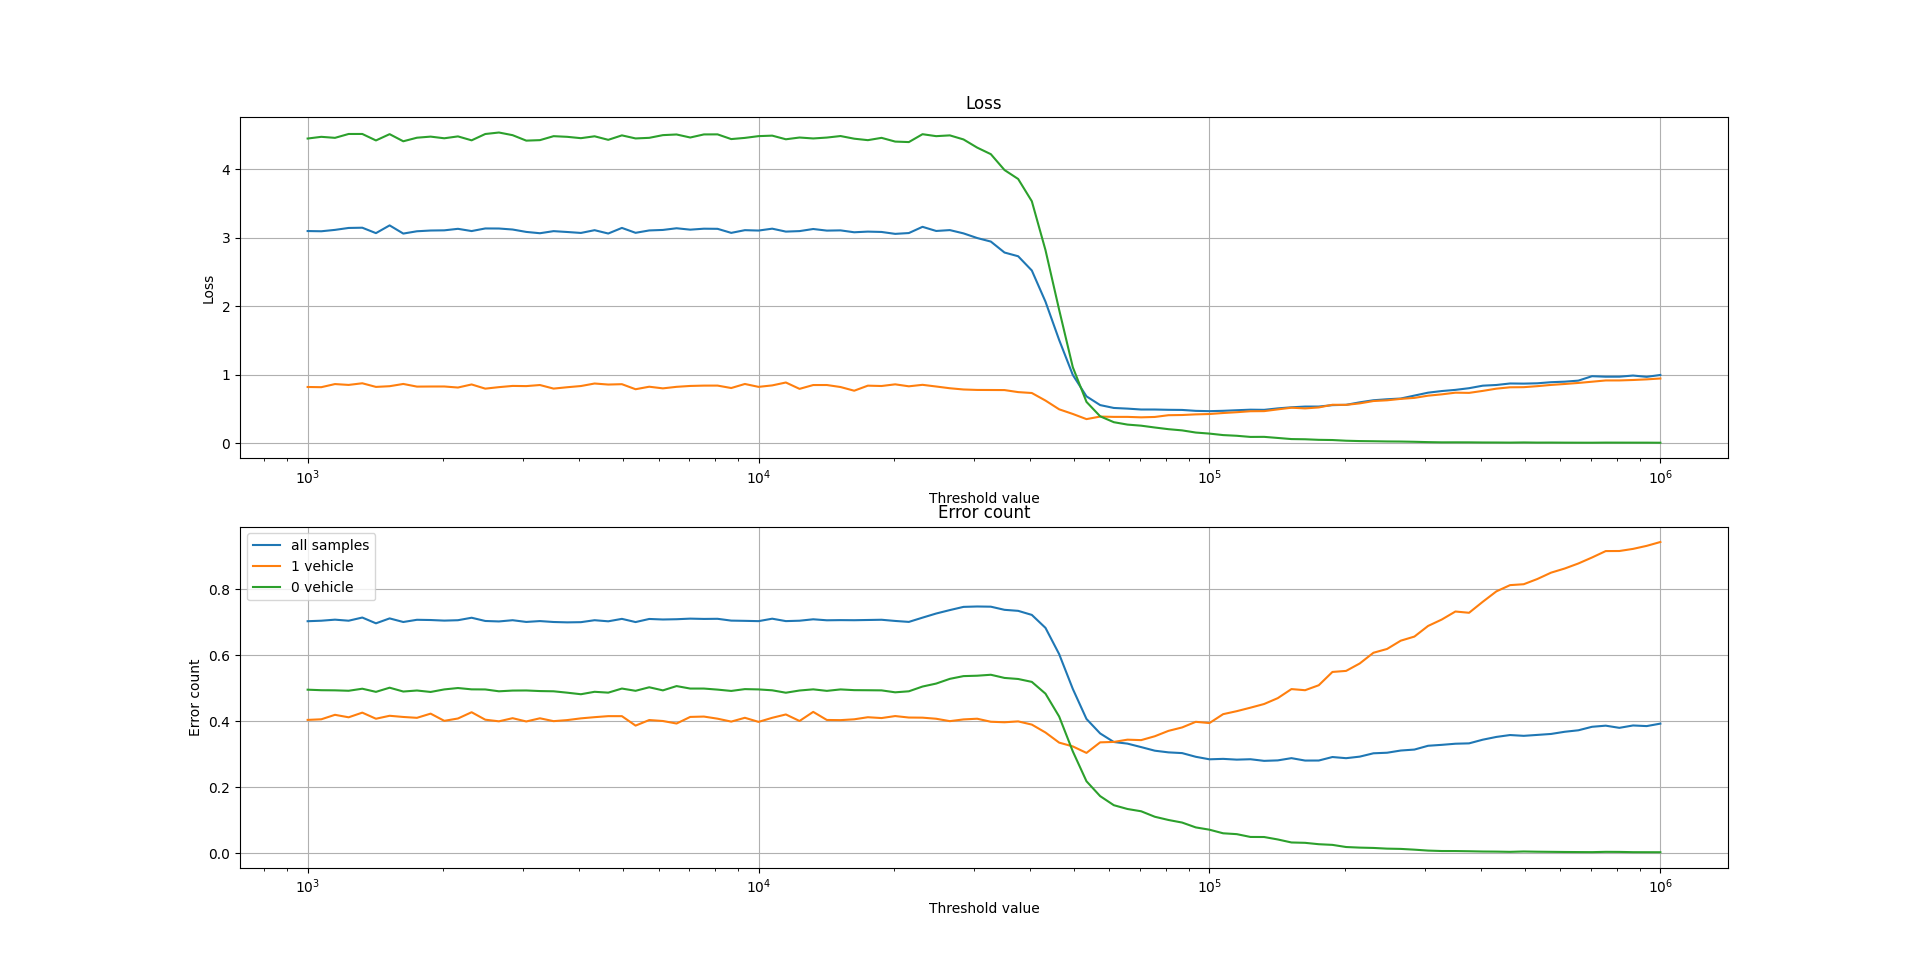 Loss
Loss
4
3
2
1
0
10³ 10⁴ 10⁵ 10⁶
Threshold value
Error count
Error count
all samples
1 vehicle
0 vehicle
0.8
0.6
0.4
0.2
0.0
10³ 10⁴ 10⁵ 10⁶
Threshold value